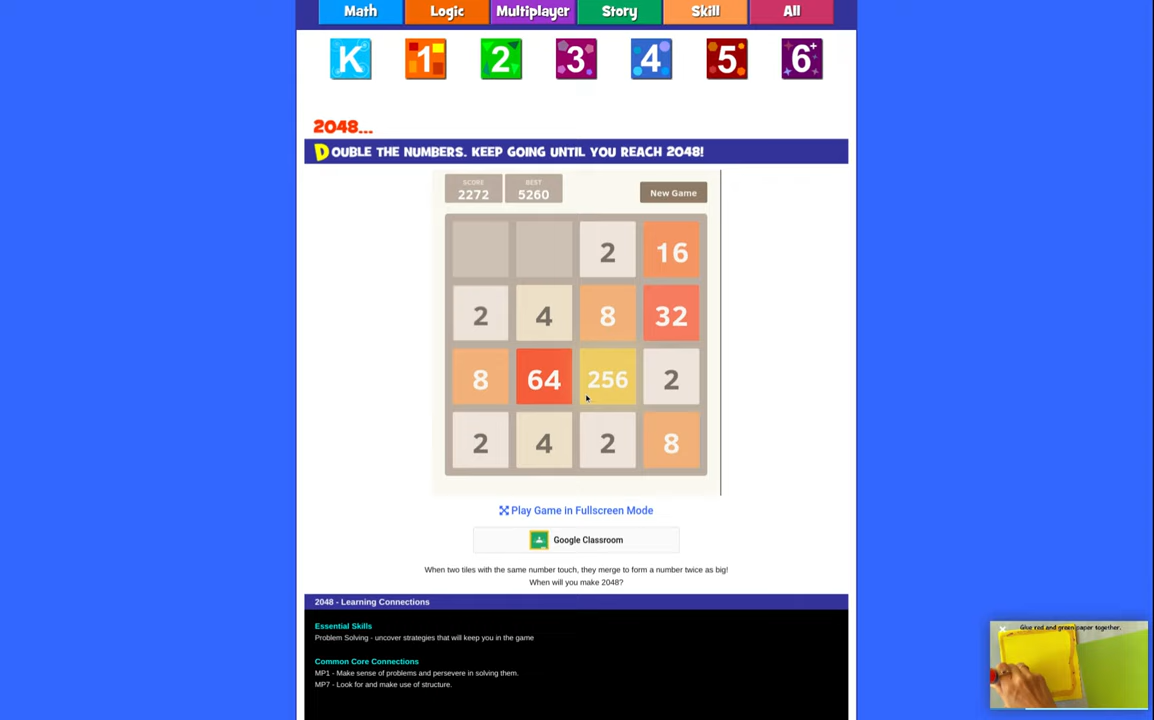 Math Logic Multiplayer Story Skill All
K 1 2 3 4 5 6+
2048...
DOUBLE THE NUMBERS. KEEP GOING UNTIL YOU REACH 2048!
SCORE BEST
2272 5260 New Game
2 16
2 4 8 32
8 64 256 2
2 4 2 8
Play Game in Fullscreen Mode
Google Classroom
When two tiles with the same number touch, they merge to form a number twice as big!
When will you make 2048?
2048 - Learning Connections
Essential Skills
Problem Solving - uncover strategies that will keep you in the game
Common Core Connections
MP1 - Make sense of problems and persevere in solving them.
MP7 - Look for and make use of structure.
Glue red and green paper together.